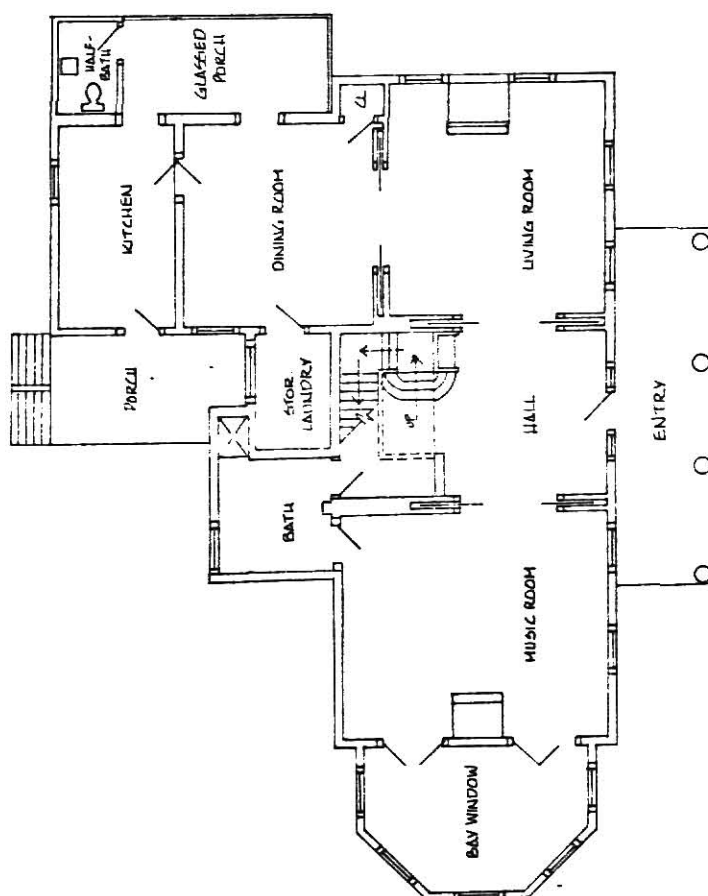 HALF-
BATH
GLASSED
PORCH
CL
KITCHEN
DINING ROOM
LIVING ROOM
PORCH
STOR.
LAUNDRY
UP
HALL
ENTRY
BATH
MUSIC ROOM
BAY WINDOW